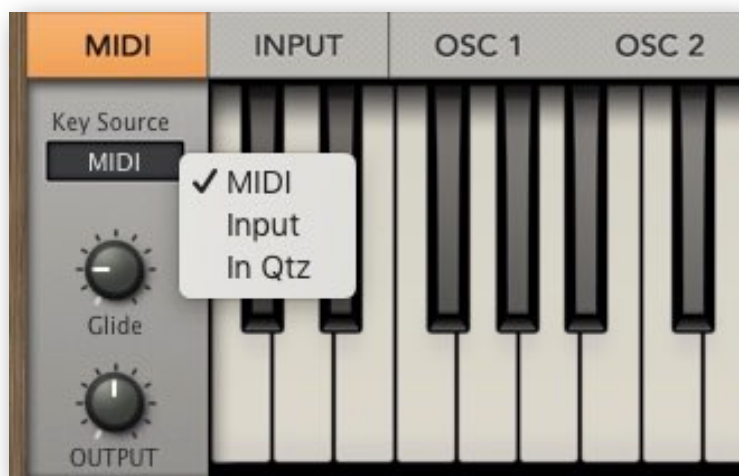 MIDI INPUT OSC 1 OSC 2
Key Source
MIDI
✓ MIDI
Input
In Qtz
Glide
OUTPUT